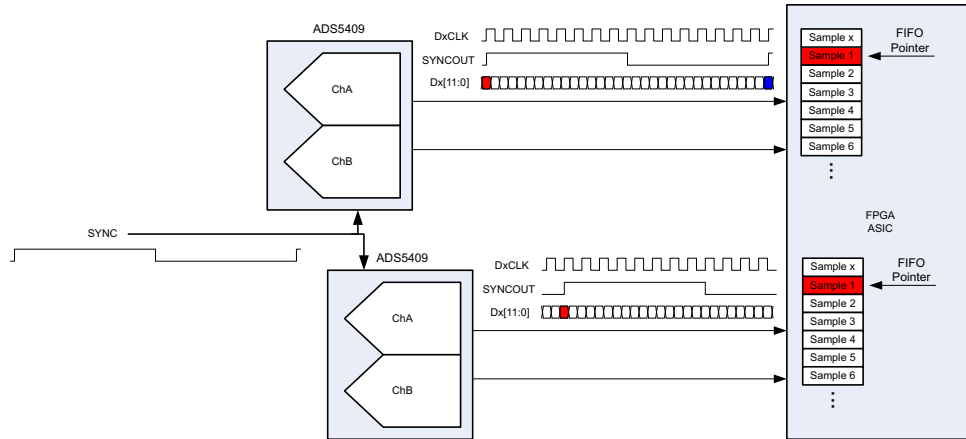 ADS5409
ChA
ChB
DxCLK
SYNCOUT
Dx[11:0]
Sample x
Sample 1
Sample 2
Sample 3
Sample 4
Sample 5
Sample 6
FIFO
Pointer
SYNC
FPGA
ASIC
ADS5409
ChA
ChB
DxCLK
SYNCOUT
Dx[11:0]
Sample x
Sample 1
Sample 2
Sample 3
Sample 4
Sample 5
Sample 6
FIFO
Pointer